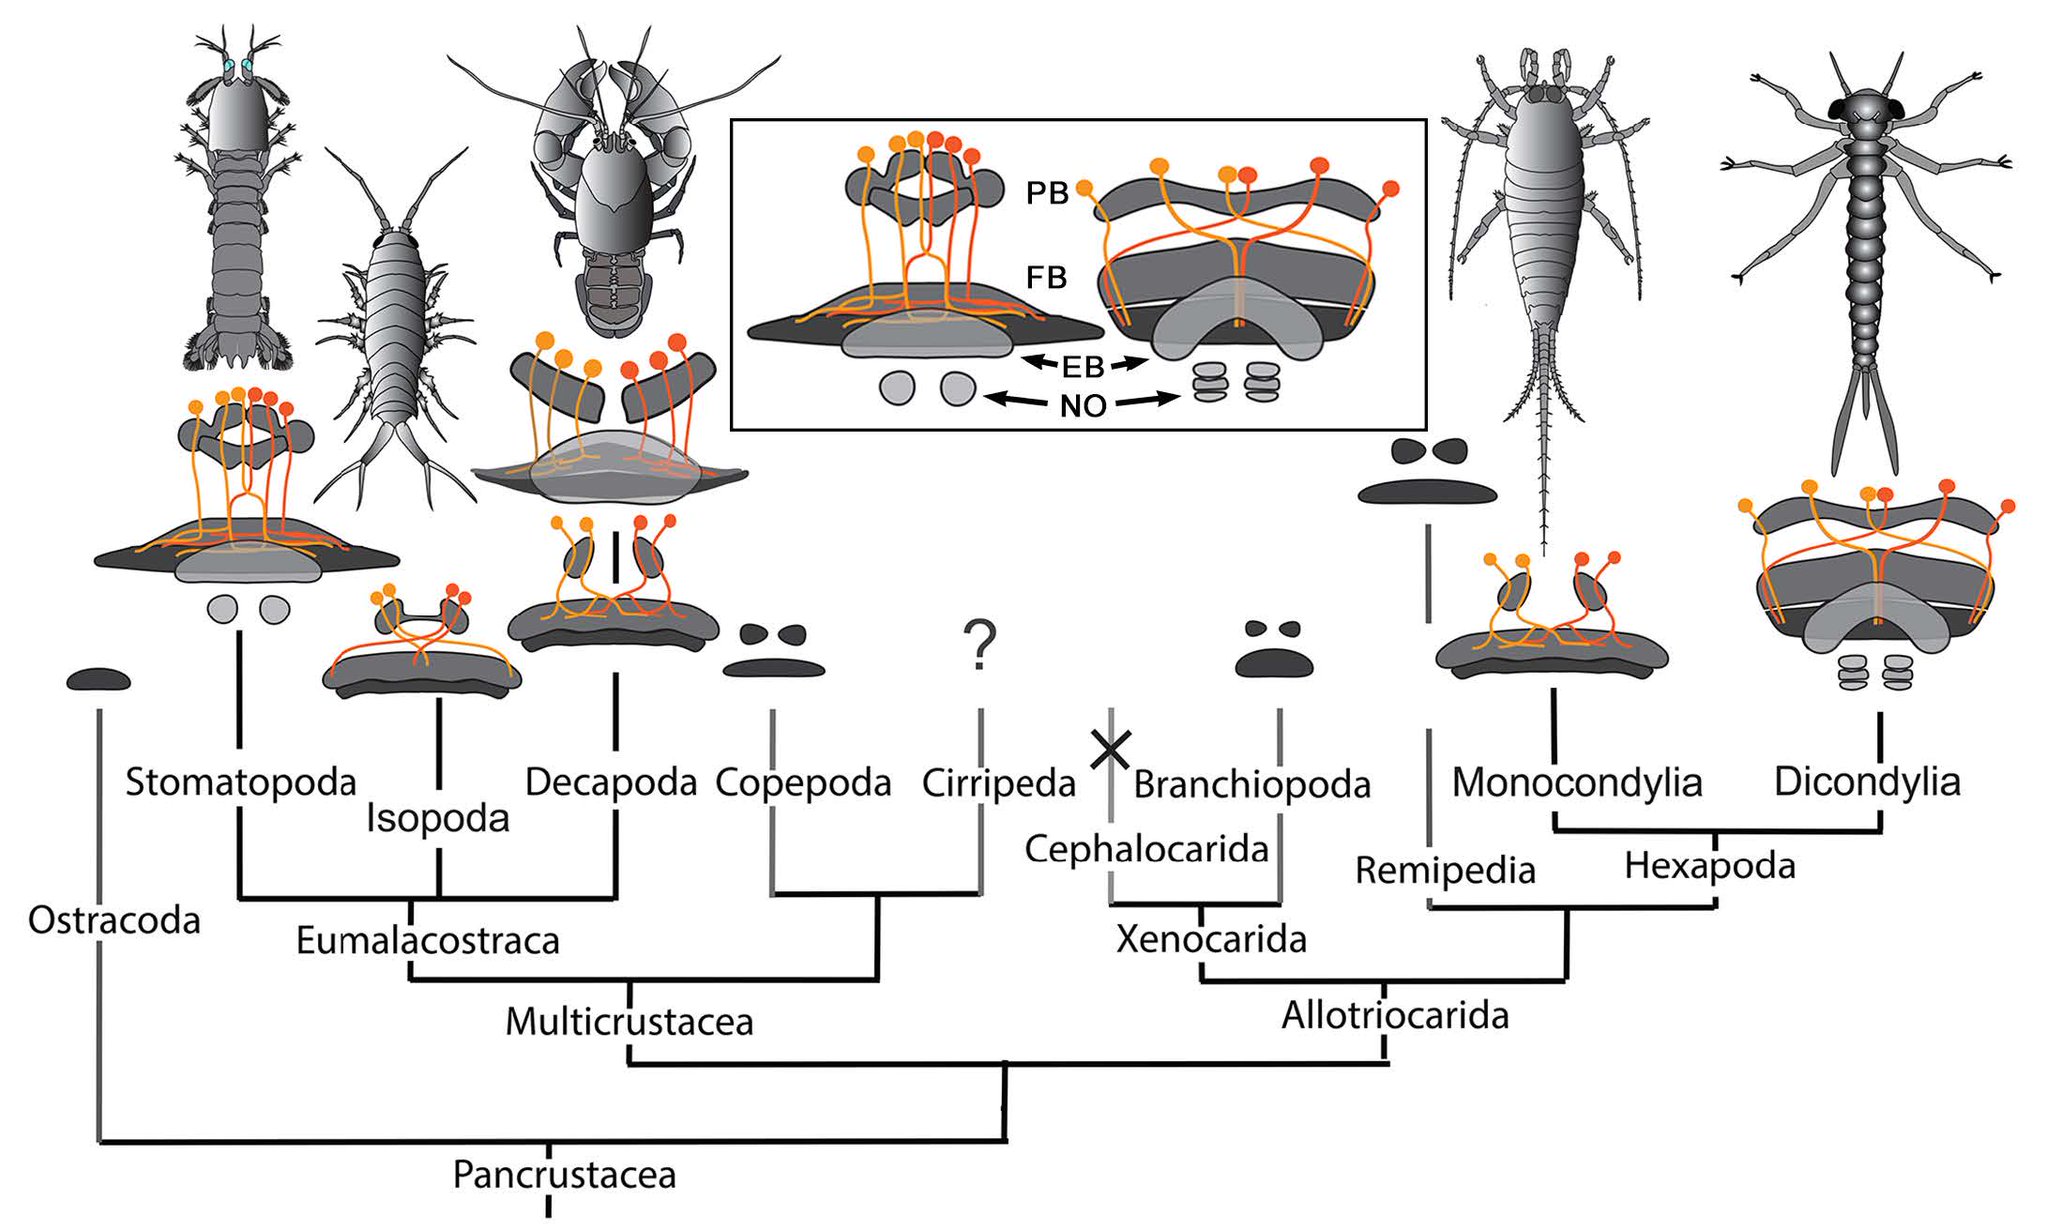 PB
FB
EB
NO
?
Stomatopoda
Isopoda
Decapoda
Copepoda
Cirripeda
Cephalocarida
Branchiopoda
Monocondylia
Dicondylia
Remipedia
Hexapoda
Ostracoda
Eumalacostraca
Xenocarida
Multicrustacea
Allotriocarida
Pancrustacea